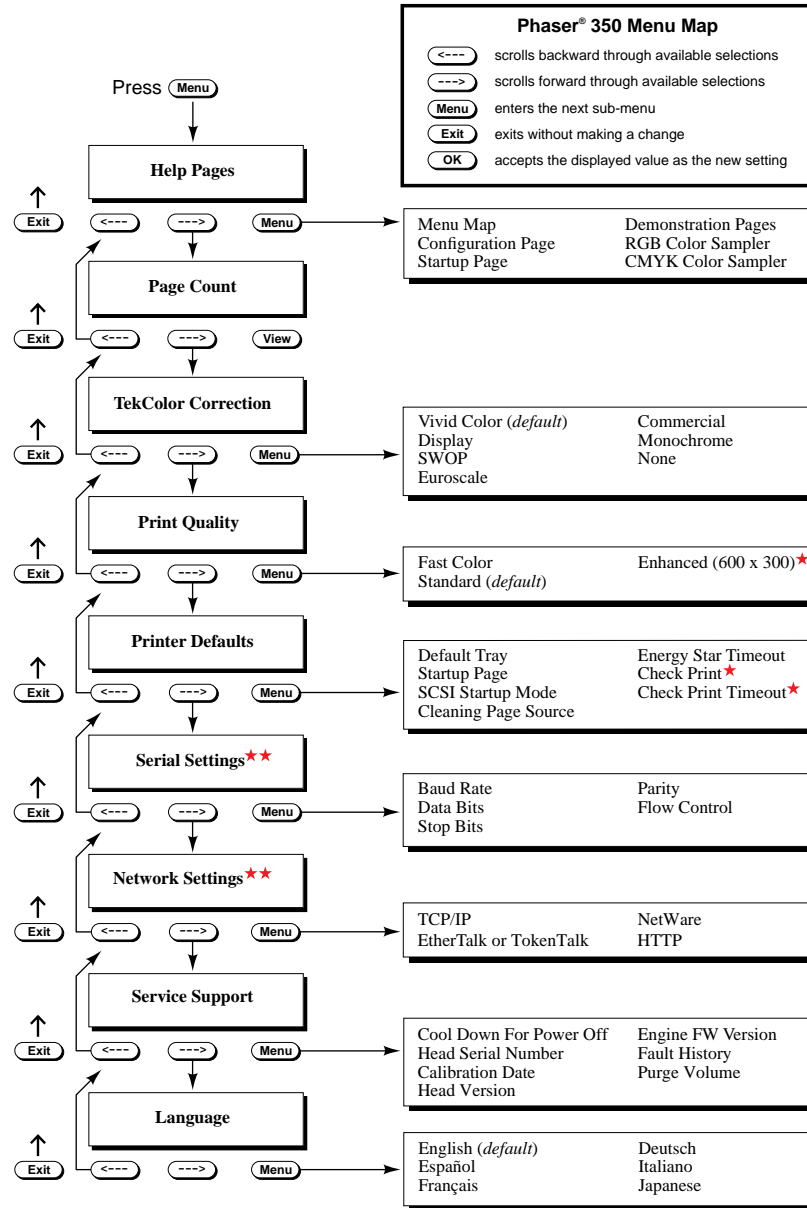 Phaser® 350 Menu Map
<--- scrolls backward through available selections
---> scrolls forward through available selections
Menu enters the next sub-menu
Exit exits without making a change
OK accepts the displayed value as the new setting
Press Menu
Help Pages
Exit <--- ---> Menu
Menu Map Demonstration Pages
Configuration Page RGB Color Sampler
Startup Page CMYK Color Sampler
Page Count
Exit <--- ---> View
TekColor Correction
Exit <--- ---> Menu
Vivid Color (default) Commercial
Display Monochrome
SWOP None
Euroscale
Print Quality
Exit <--- ---> Menu
Fast Color Enhanced (600 x 300)★
Standard (default)
Printer Defaults
Exit <--- ---> Menu
Default Tray Energy Star Timeout
Startup Page Check Print★
SCSI Startup Mode Check Print Timeout★
Cleaning Page Source
Serial Settings★★
Exit <--- ---> Menu
Baud Rate Parity
Data Bits Flow Control
Stop Bits
Network Settings★★
Exit <--- ---> Menu
TCP/IP NetWare
EtherTalk or TokenTalk HTTP
Service Support
Exit <--- ---> Menu
Cool Down For Power Off Engine FW Version
Head Serial Number Fault History
Calibration Date Purge Volume
Head Version
Language
Exit <--- ---> Menu
English (default) Deutsch
Español Italiano
Français Japanese